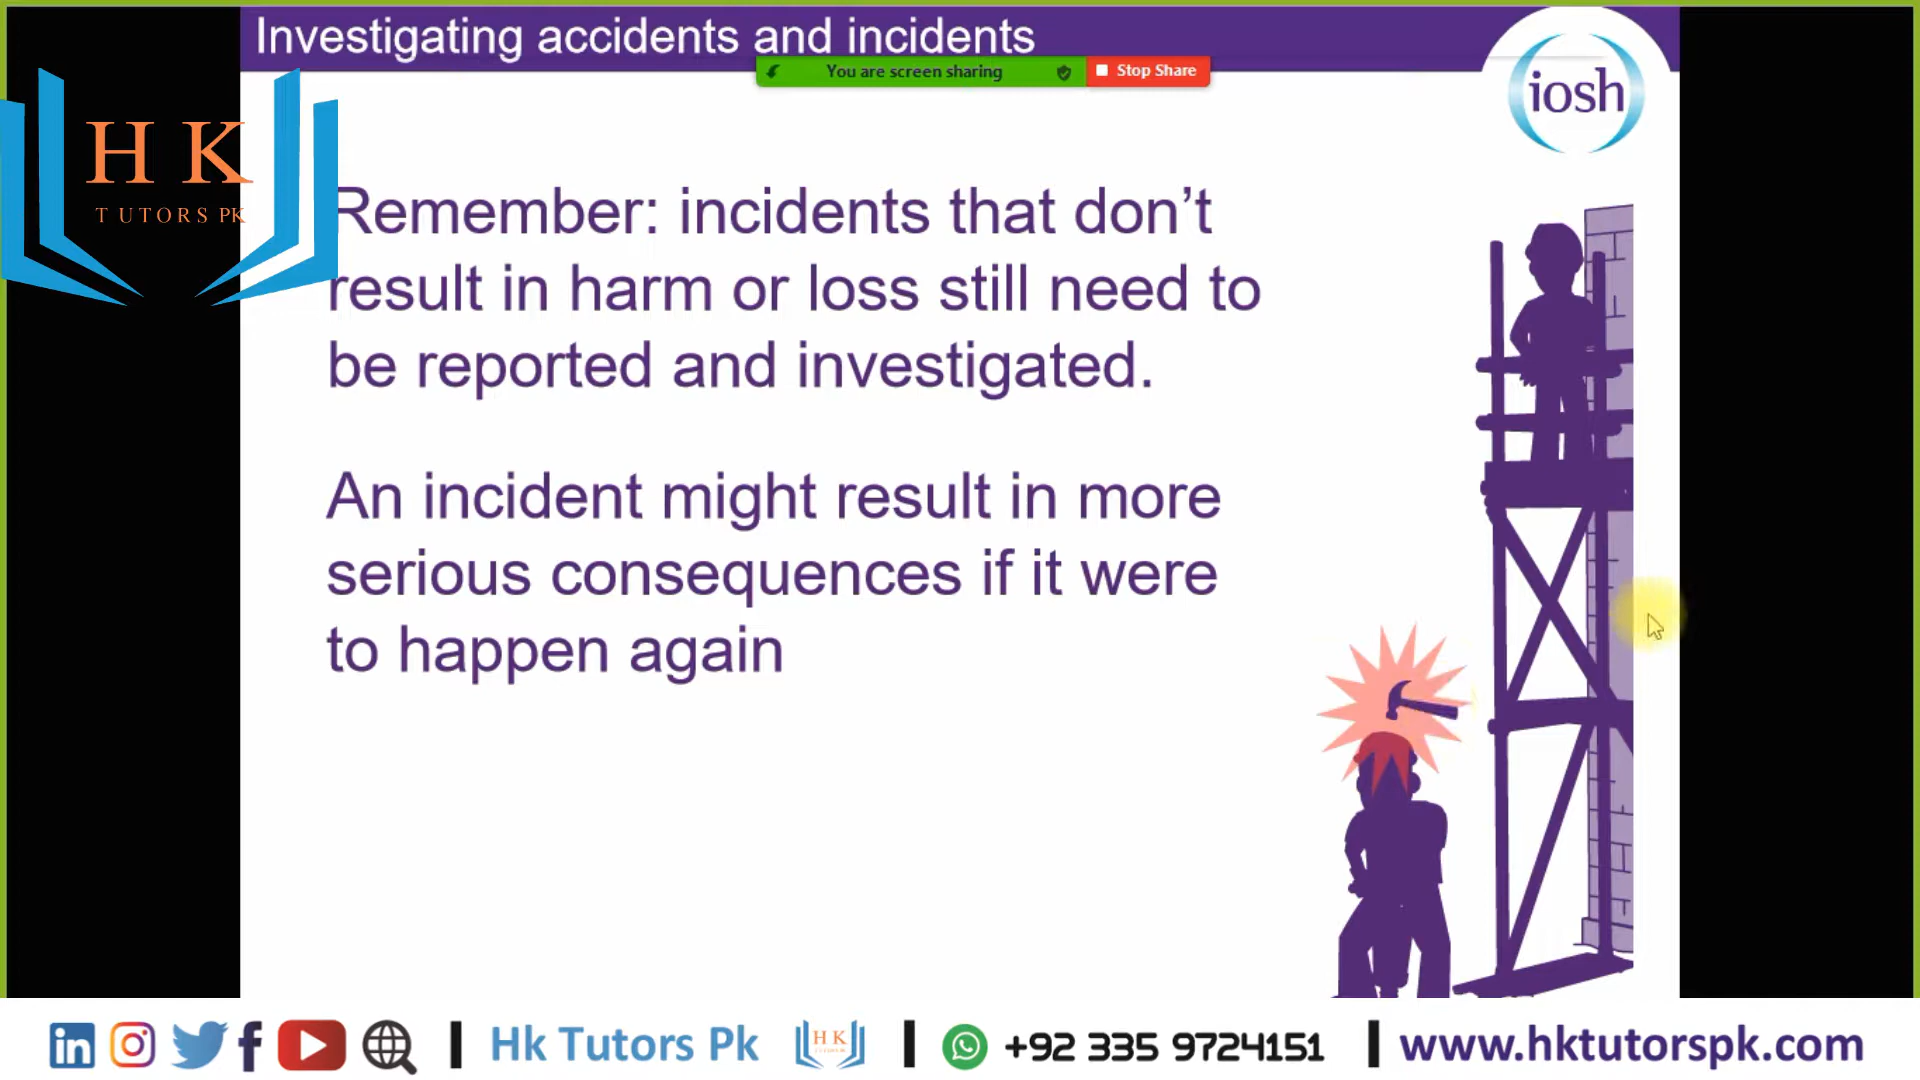 Investigating accidents and incidents
You are screen sharing
Stop Share
iosh
H K
TUTORS PK
Remember: incidents that don’t
result in harm or loss still need to
be reported and investigated.
An incident might result in more
serious consequences if it were
to happen again
Hk Tutors Pk
H K
+92 335 9724151
www.hktutorspk.com